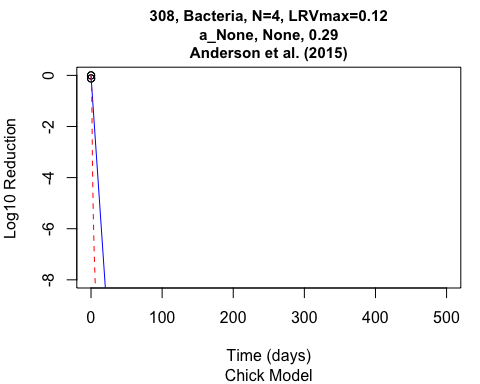 308, Bacteria, N=4, LRVmax=0.12
a_None, None, 0.29
Anderson et al. (2015)
Log10 Reduction
0
-2
-4
-6
-8
0 100 200 300 400 500
Time (days)
Chick Model